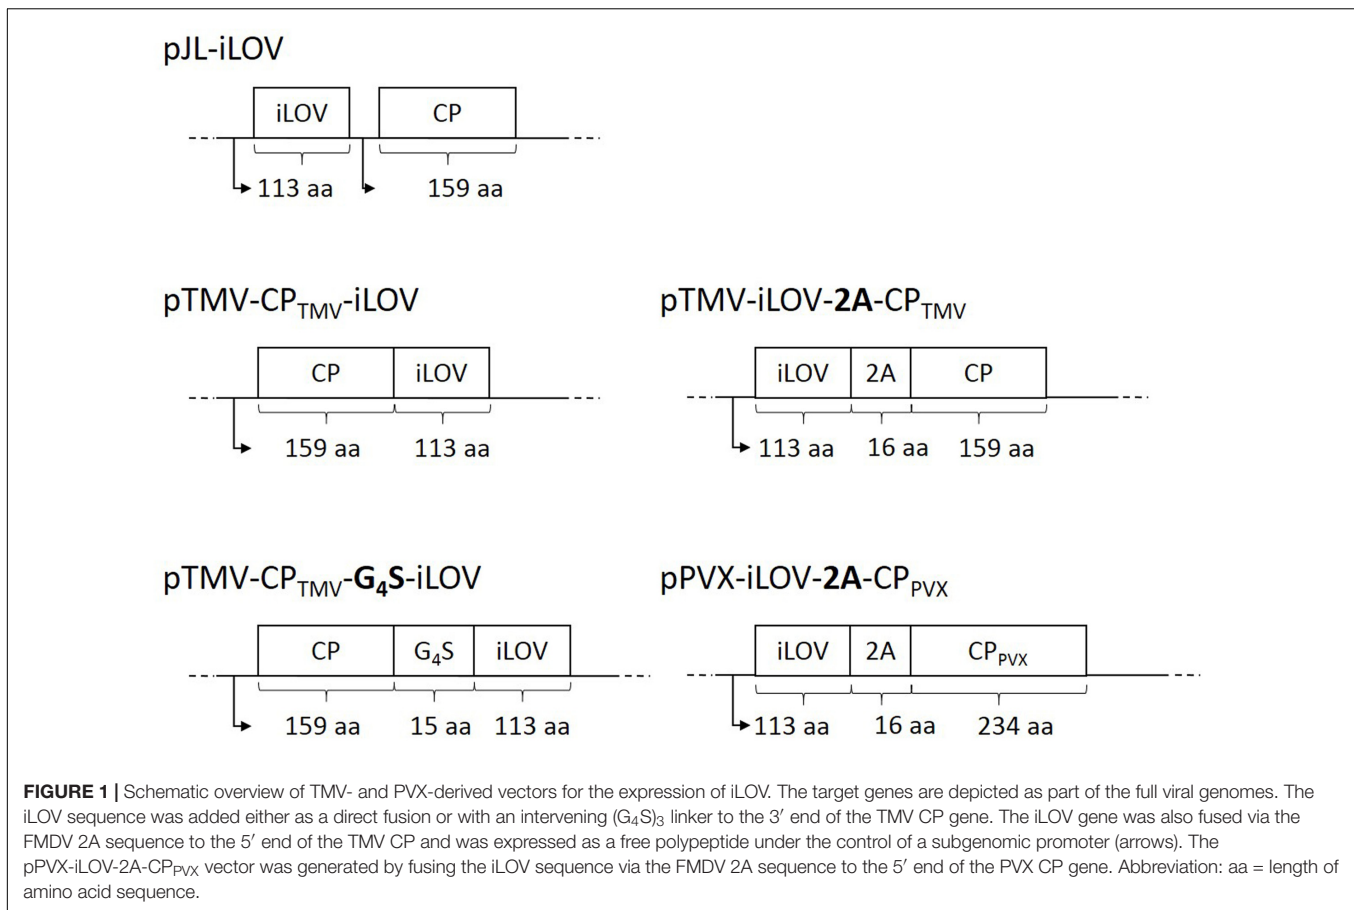 pJL-iLOV
iLOV CP
113 aa 159 aa
pTMV-CPTMV-iLOV
CP iLOV
159 aa 113 aa
pTMV-iLOV-2A-CPTMV
iLOV 2A CP
113 aa 16 aa 159 aa
pTMV-CPTMV-G4S-iLOV
CP G4S iLOV
159 aa 15 aa 113 aa
pPVX-iLOV-2A-CPPVX
iLOV 2A CPPVX
113 aa 16 aa 234 aa
FIGURE 1 | Schematic overview of TMV- and PVX-derived vectors for the expression of iLOV. The target genes are depicted as part of the full viral genomes. The
iLOV sequence was added either as a direct fusion or with an intervening (G4S)3 linker to the 3′ end of the TMV CP gene. The iLOV gene was also fused via the
FMDV 2A sequence to the 5′ end of the TMV CP and was expressed as a free polypeptide under the control of a subgenomic promoter (arrows). The
pPVX-iLOV-2A-CPPVX vector was generated by fusing the iLOV sequence via the FMDV 2A sequence to the 5′ end of the PVX CP gene. Abbreviation: aa = length of
amino acid sequence.